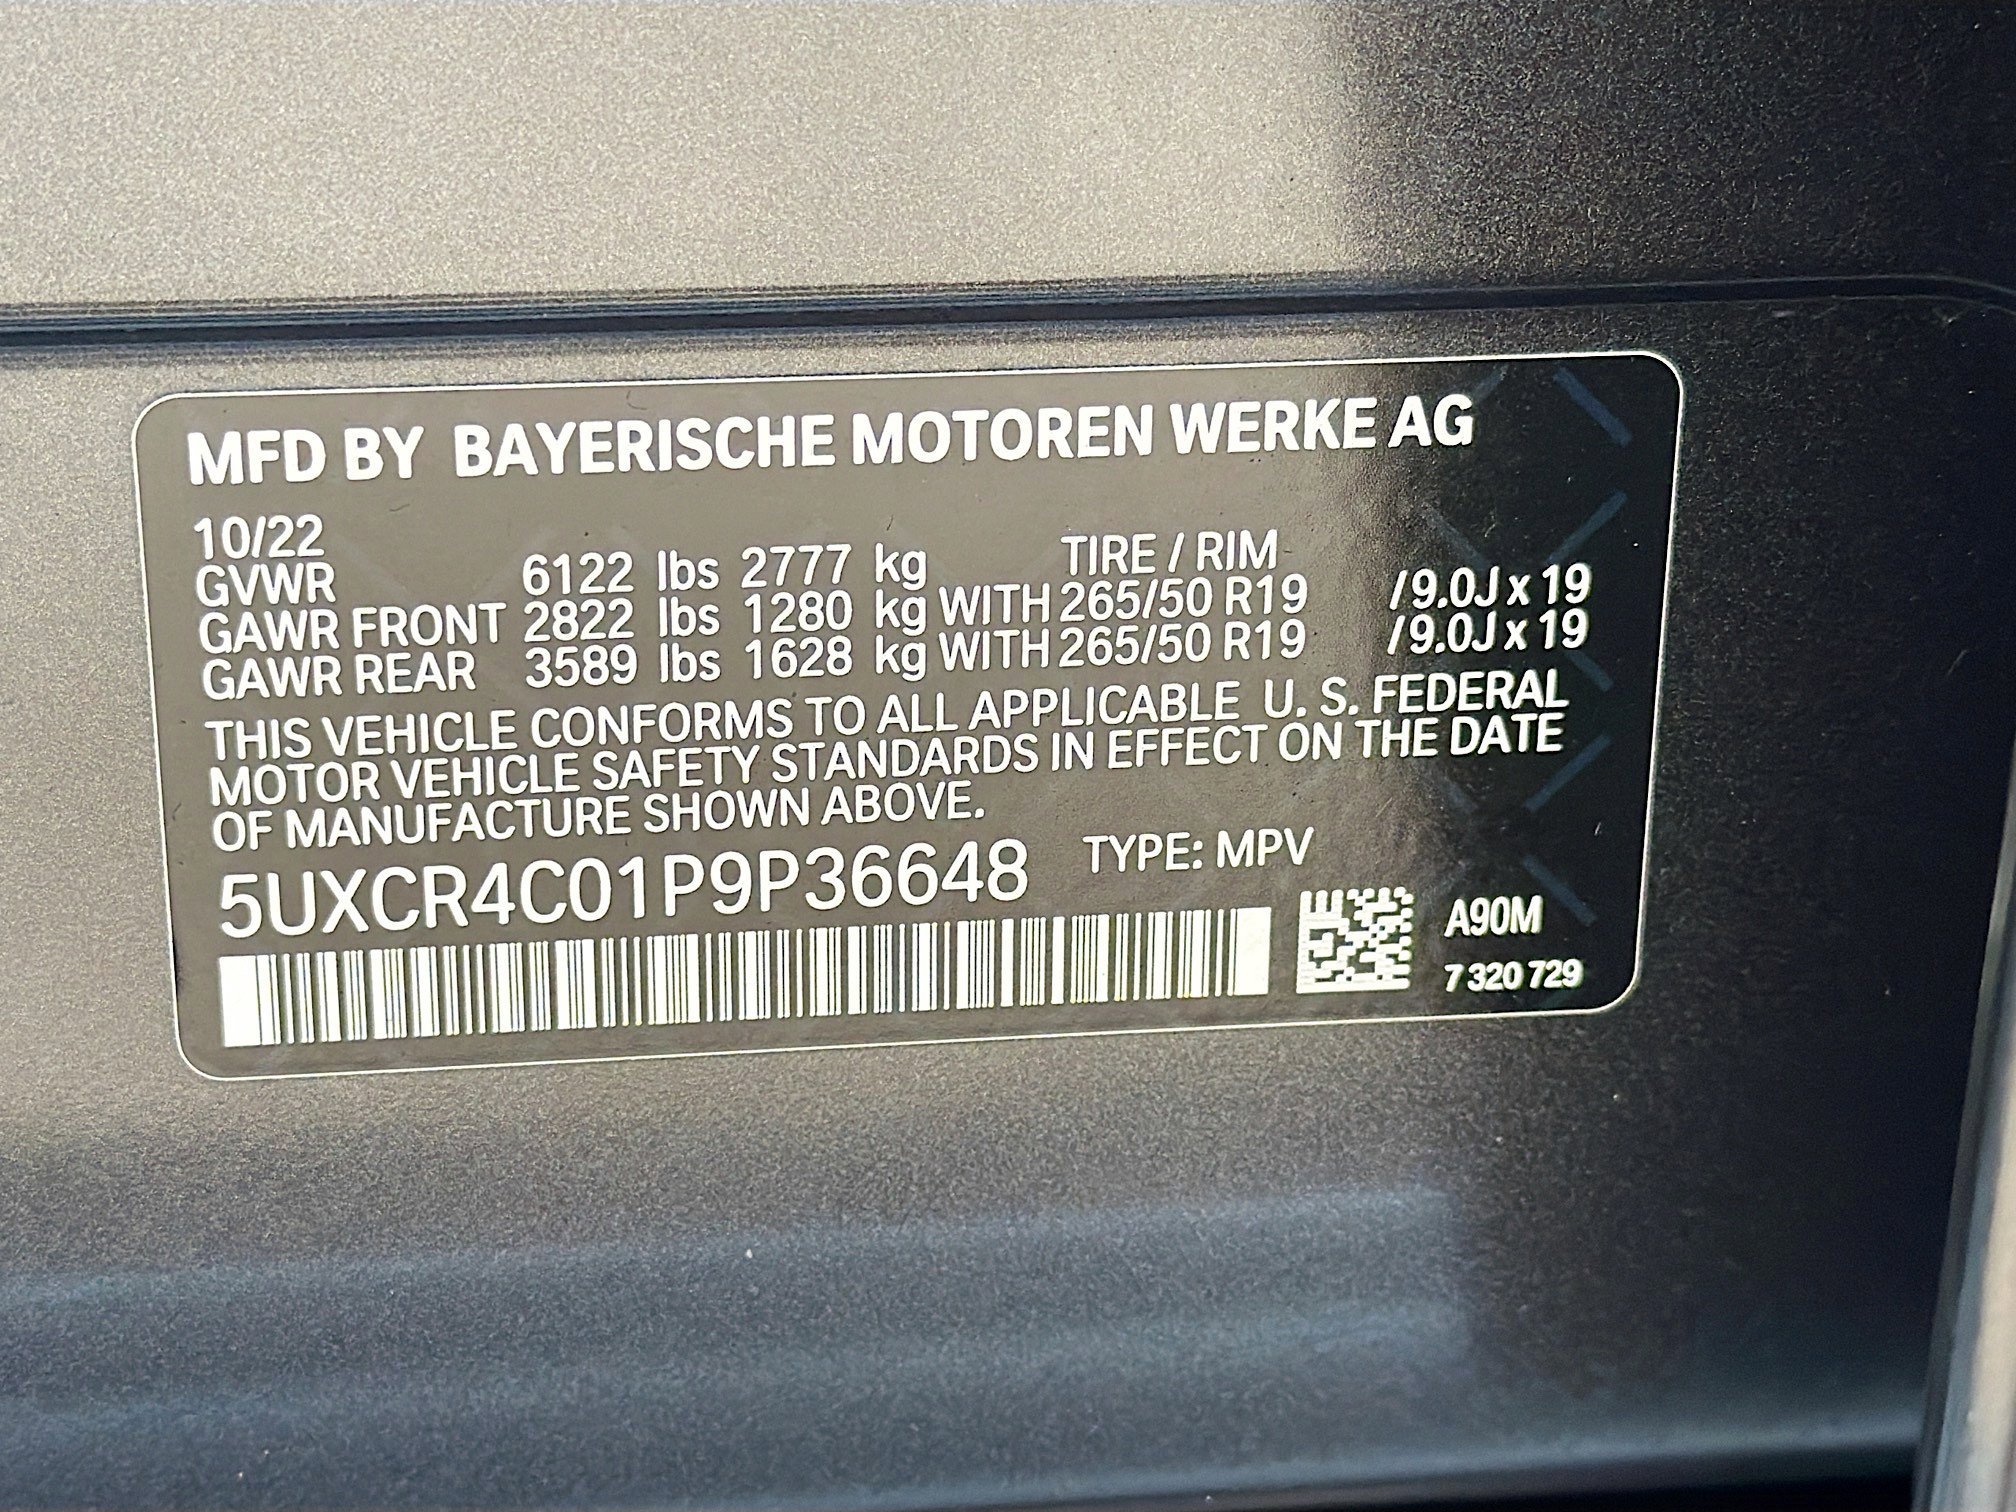 MFD BY BAYERISCHE MOTOREN WERKE AG
10/22
GVWR 6122 lbs 2777 kg TIRE / RIM
GAWR FRONT 2822 lbs 1280 kg WITH 265/50 R19 /9.0J x 19
GAWR REAR 3589 lbs 1628 kg WITH 265/50 R19 /9.0J x 19
THIS VEHICLE CONFORMS TO ALL APPLICABLE U. S. FEDERAL
MOTOR VEHICLE SAFETY STANDARDS IN EFFECT ON THE DATE
OF MANUFACTURE SHOWN ABOVE.
5UXCR4C01P9P36648 TYPE: MPV
A90M
7 320 729